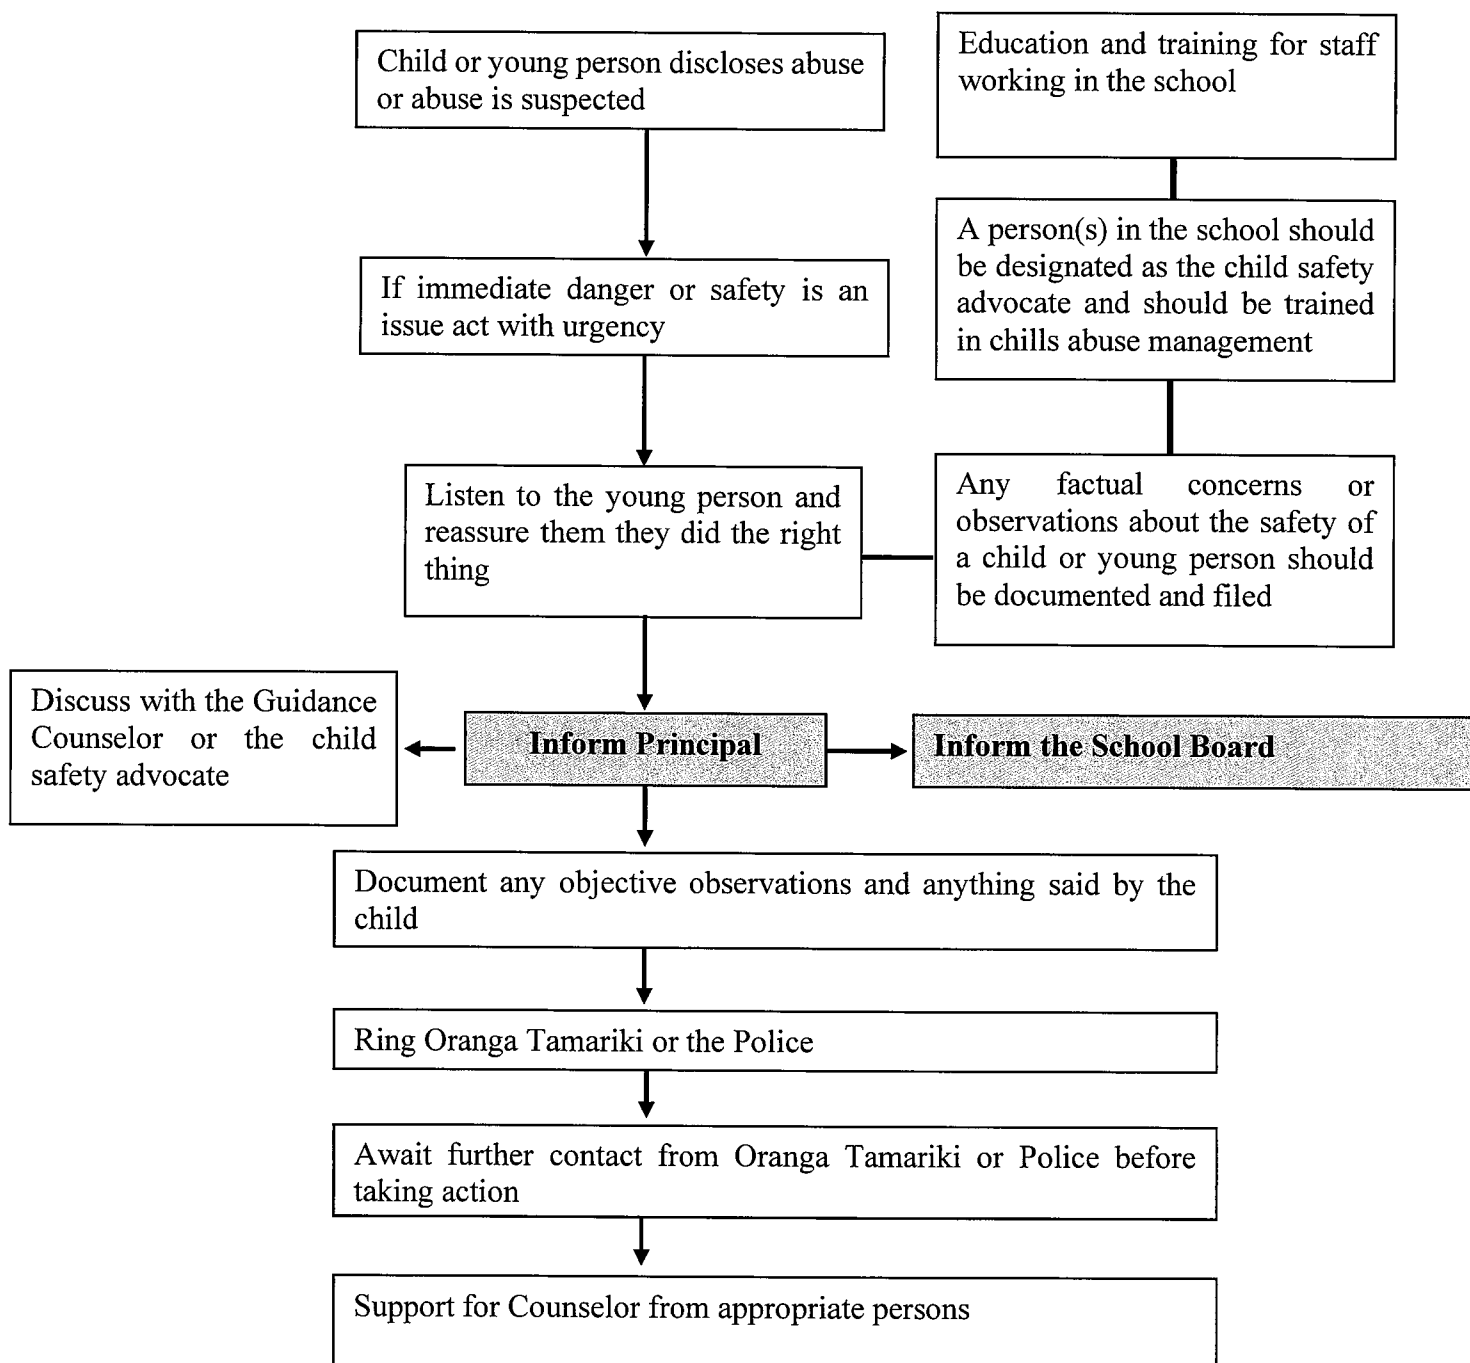 Child or young person discloses abuse
or abuse is suspected
Education and training for staff
working in the school
A person(s) in the school should
be designated as the child safety
advocate and should be trained
in chills abuse management
If immediate danger or safety is an
issue act with urgency
Listen to the young person and
reassure them they did the right
thing
Any factual concerns or
observations about the safety of
a child or young person should
be documented and filed
Discuss with the Guidance
Counselor or the child
safety advocate
Inform Principal
Inform the School Board
Document any objective observations and anything said by the
child
Ring Oranga Tamariki or the Police
Await further contact from Oranga Tamariki or Police before
taking action
Support for Counselor from appropriate persons